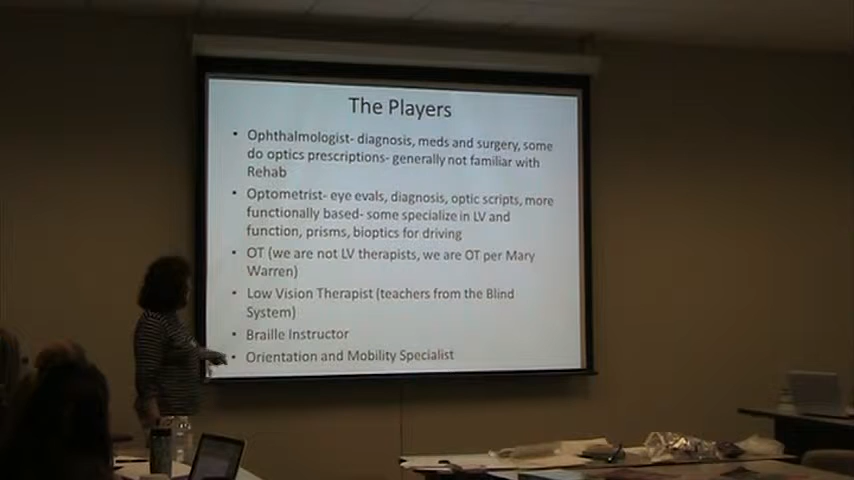 The Players
• Ophthalmologist- diagnosis, meds and surgery, some
do optics prescriptions- generally not familiar with
Rehab
• Optometrist- eye evals, diagnosis, optic scripts, more
functionally based- some specialize in LV and
function, prisms, bioptics for driving
• OT (we are not LV therapists, we are OT per Mary
Warren)
• Low Vision Therapist (teachers from the Blind
System)
• Braille Instructor
• Orientation and Mobility Specialist